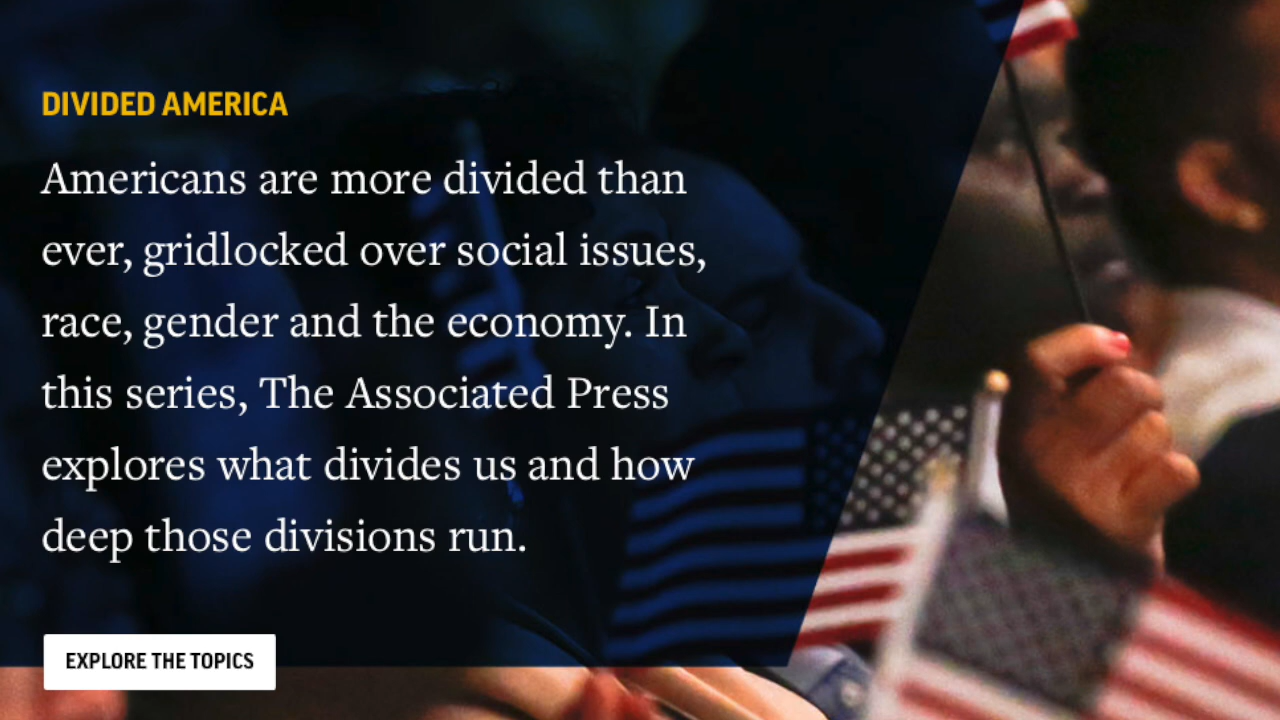 DIVIDED AMERICA
Americans are more divided than
ever, gridlocked over social issues,
race, gender and the economy. In
this series, The Associated Press
explores what divides us and how
deep those divisions run.
EXPLORE THE TOPICS